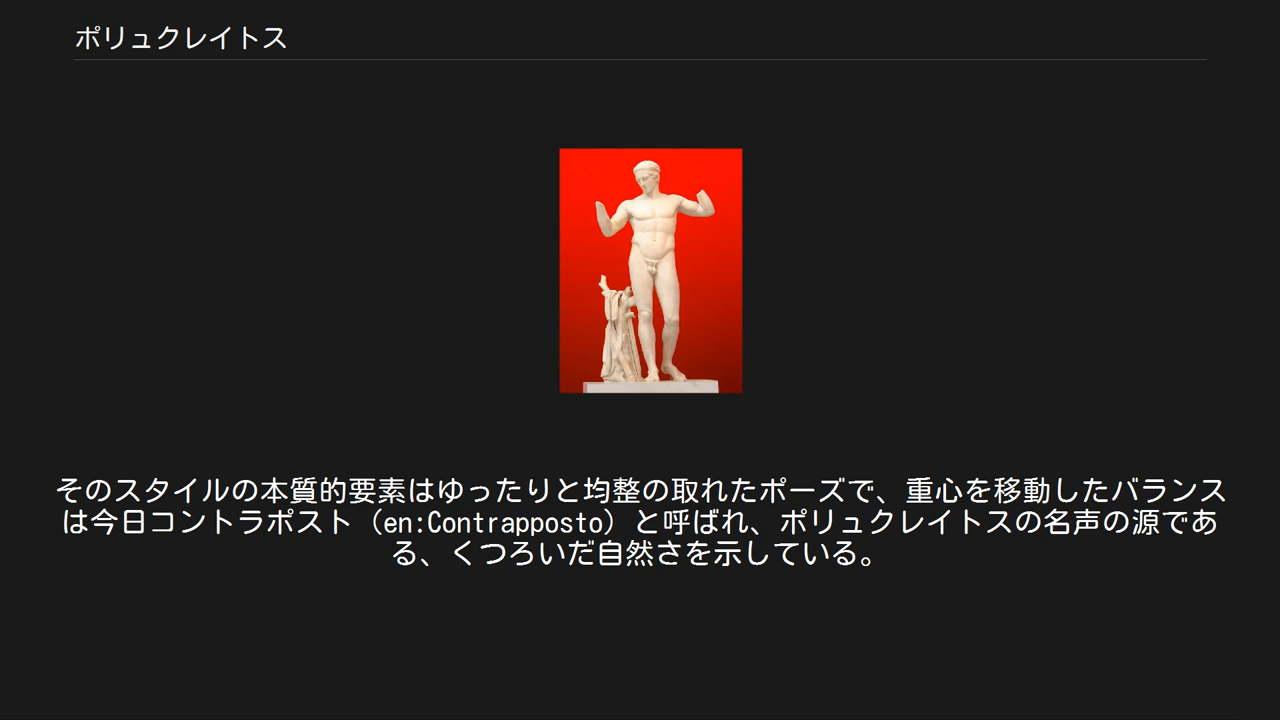 ポリュクレイトス
そのスタイルの本質的要素はゆったりと均整の取れたポーズで、重心を移動したバランス
は今日コントラポスト（en:Contrapposto）と呼ばれ、ポリュクレイトスの名声の源であ
る、くつろいだ自然さを示している。